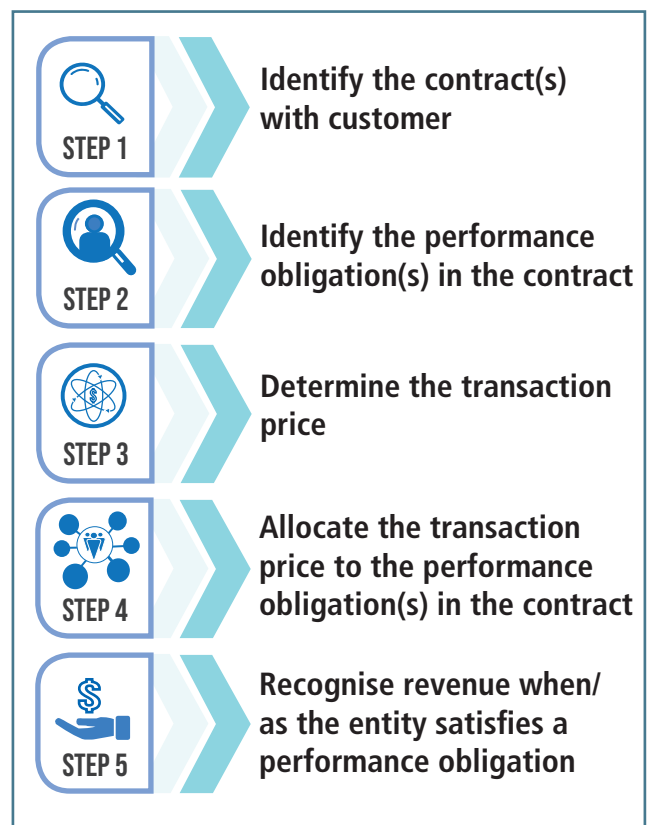 STEP 1
Identify the contract(s)
with customer
STEP 2
Identify the performance
obligation(s) in the contract
$
STEP 3
Determine the transaction
price
STEP 4
Allocate the transaction
price to the performance
obligation(s) in the contract
$
STEP 5
Recognise revenue when/
as the entity satisfies a
performance obligation